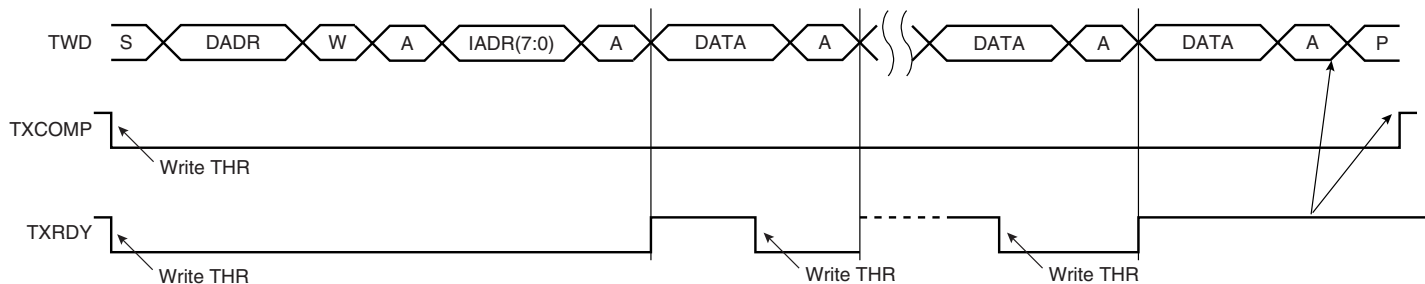 TWD S DADR W A IADR(7:0) A DATA A DATA A DATA A P
TXCOMP
Write THR
TXRDY
Write THR Write THR Write THR